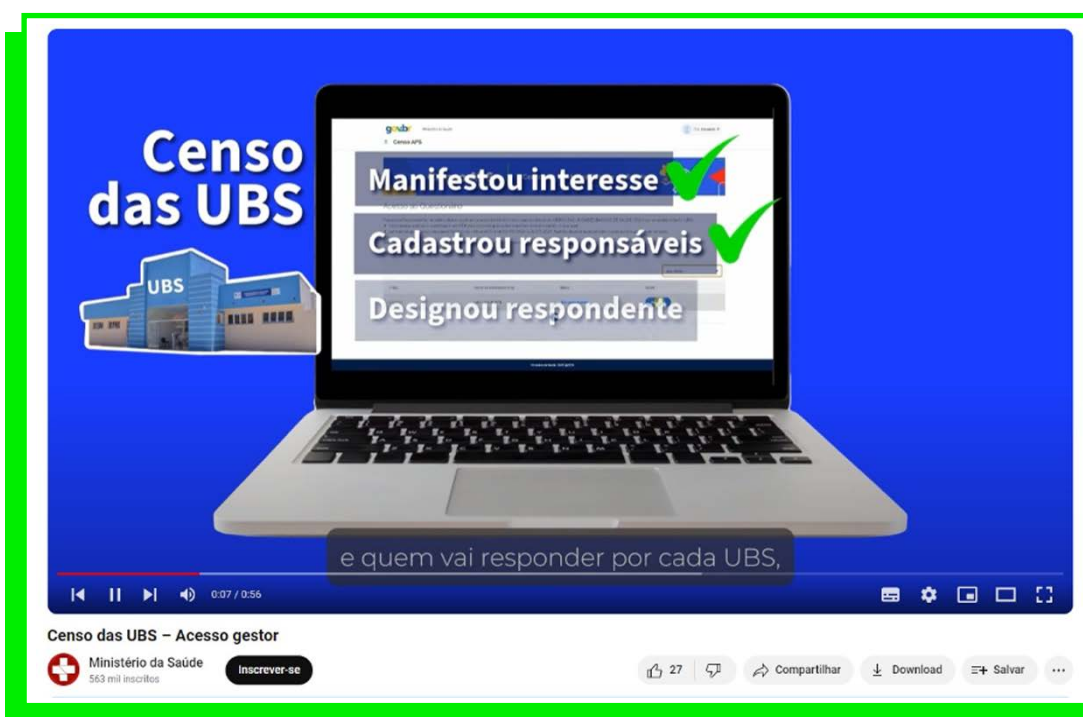 Censo
das UBS
UBS
gov.br
Censo APS
Manifestou interesse
Cadastrou responsáveis
Designou respondente
e quem vai responder por cada UBS,
0:07 / 0:56
Censo das UBS – Acesso gestor
Ministério da Saúde
563 mil inscritos
Inscrever-se
27
Compartilhar
Download
Salvar